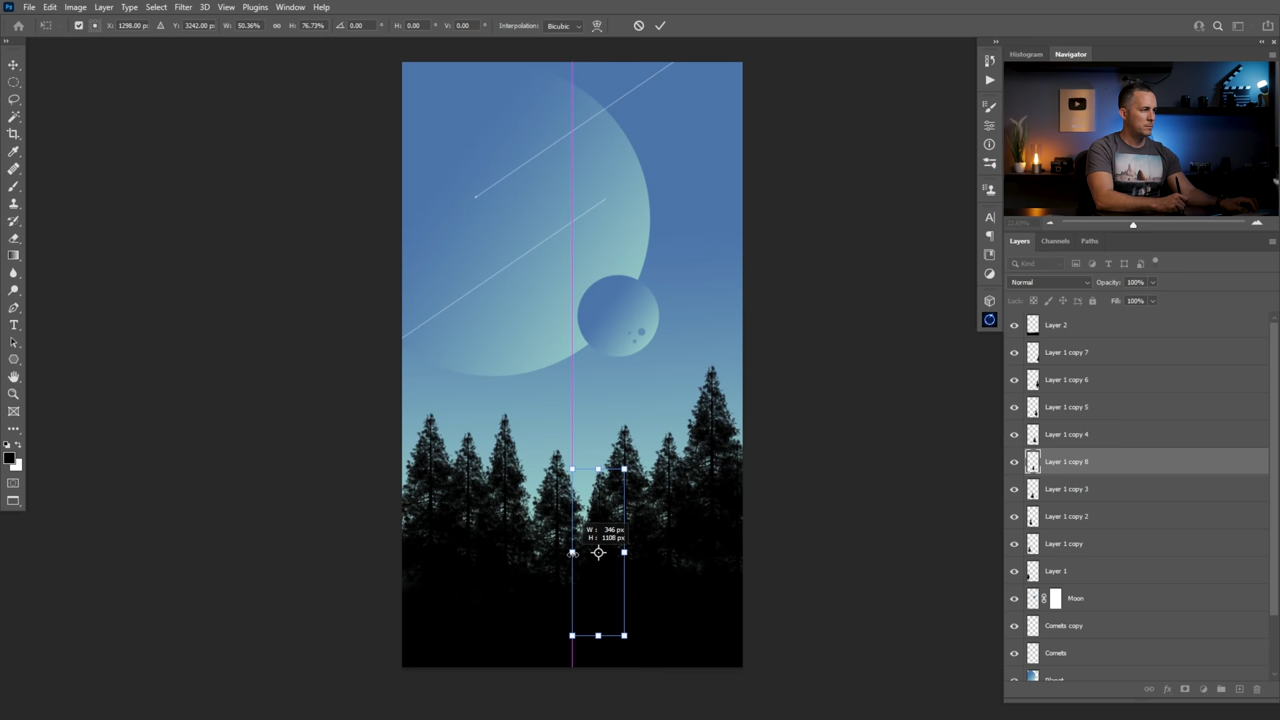 Ps File Edit Image Layer Type Select Filter 3D View Plugins Window Help
X: 1298.00 px Y: 3242.00 px W: 50.36% H: 76.73% 0.00 ° H: 0.00 ° V: 0.00 ° Interpolation: Bicubic
Histogram Navigator
Layers Channels Paths
Kind
Normal Opacity: 100%
Lock: Fill: 100%
Layer 2
Layer 1 copy 7
Layer 1 copy 6
Layer 1 copy 5
Layer 1 copy 4
Layer 1 copy 8
Layer 1 copy 3
Layer 1 copy 2
Layer 1 copy
Layer 1
Moon
Comets copy
Comets
Planet
W : 346 px
H : 1108 px